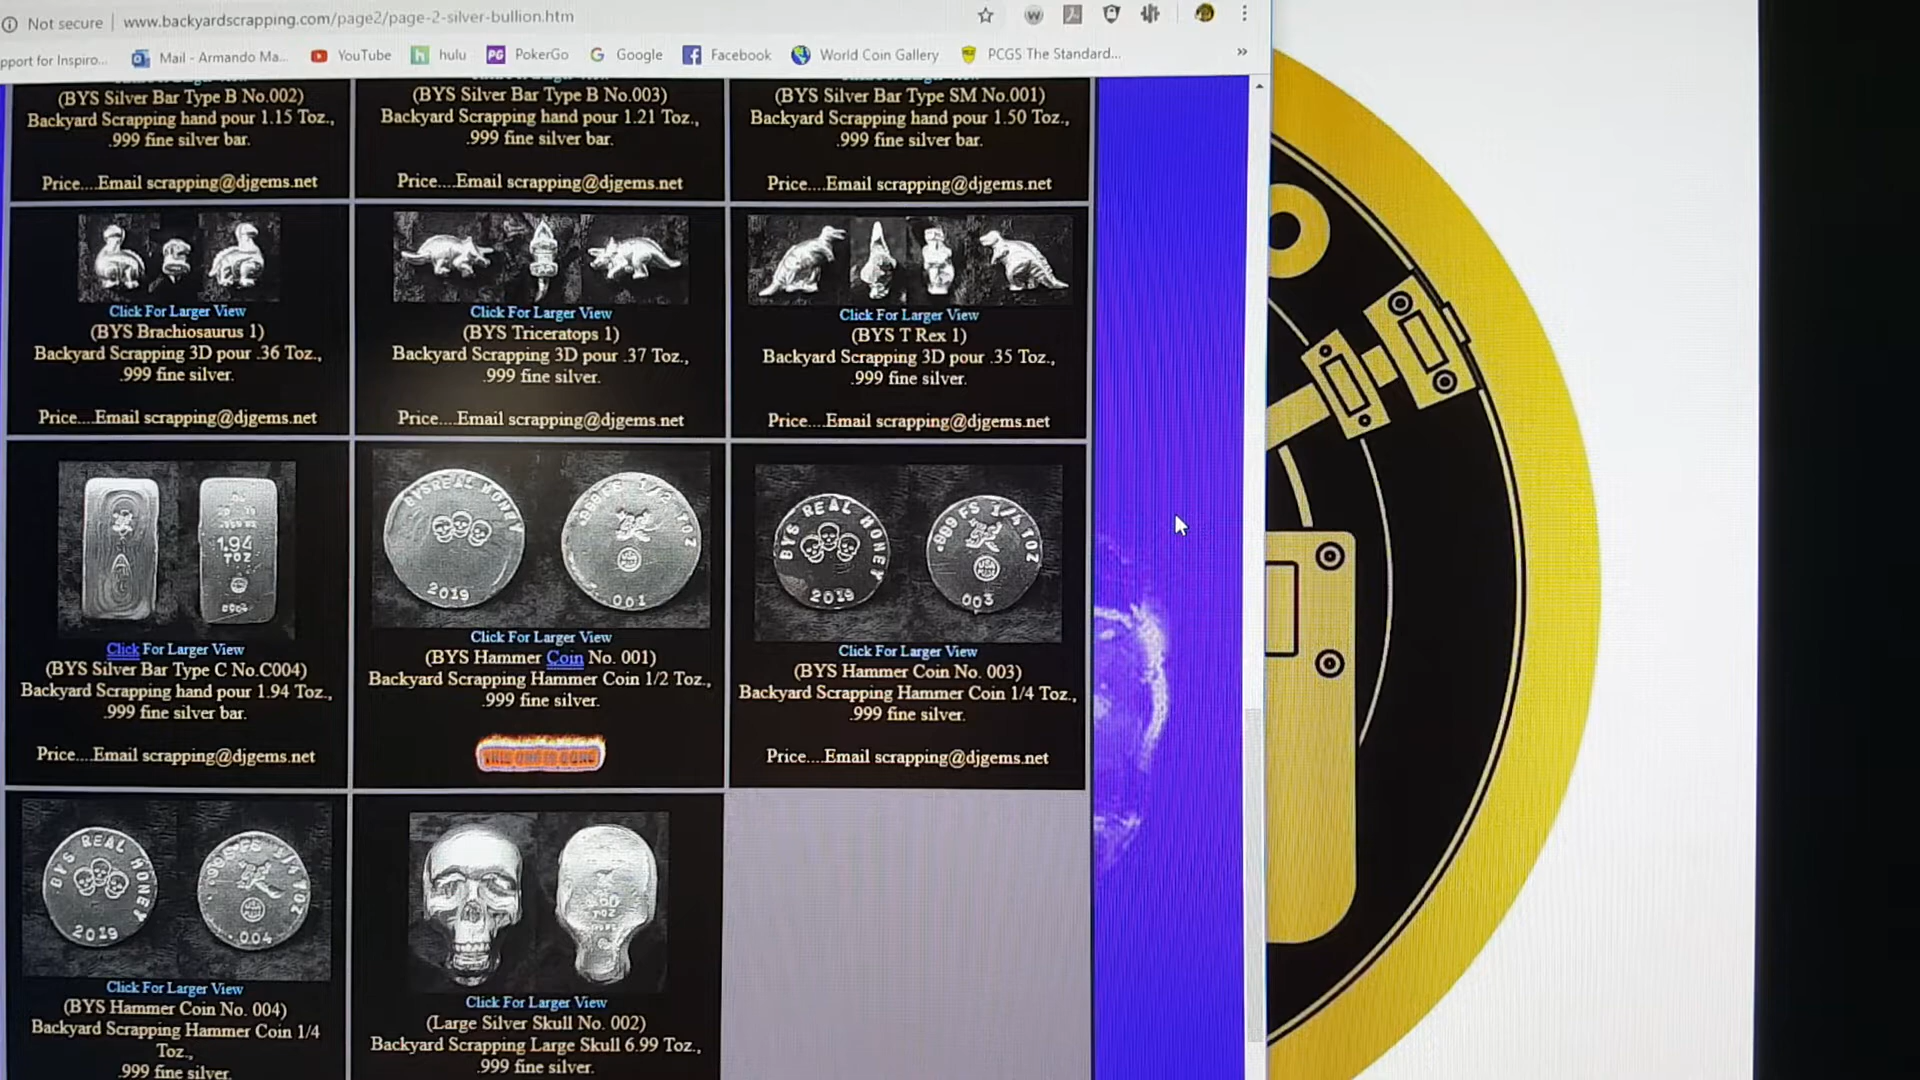 Not secure | www.backyardscrapping.com/page2/page-2-silver-bullion.htm
pport for Inspiro... Mail - Armando Ma... YouTube hulu PokerGo Google Facebook World Coin Gallery PCGS The Standard... »
(BYS Silver Bar Type B No.002)
Backyard Scrapping hand pour 1.15 Toz.,
.999 fine silver bar.
Price....Email scrapping@djgems.net
(BYS Silver Bar Type B No.003)
Backyard Scrapping hand pour 1.21 Toz.,
.999 fine silver bar.
Price....Email scrapping@djgems.net
(BYS Silver Bar Type SM No.001)
Backyard Scrapping hand pour 1.50 Toz.,
.999 fine silver bar.
Price....Email scrapping@djgems.net
Click For Larger View
(BYS Brachiosaurus 1)
Backyard Scrapping 3D pour .36 Toz.,
.999 fine silver.
Price....Email scrapping@djgems.net
Click For Larger View
(BYS Triceratops 1)
Backyard Scrapping 3D pour .37 Toz.,
.999 fine silver.
Price....Email scrapping@djgems.net
Click For Larger View
(BYS T Rex 1)
Backyard Scrapping 3D pour .35 Toz.,
.999 fine silver.
Price....Email scrapping@djgems.net
1.94
TOZ
Click For Larger View
(BYS Silver Bar Type C No.C004)
Backyard Scrapping hand pour 1.94 Toz.,
.999 fine silver bar.
Price....Email scrapping@djgems.net
BYS REAL MONEY
2019
.999 FS 1/2 TOZ
001
Click For Larger View
(BYS Hammer Coin No. 001)
Backyard Scrapping Hammer Coin 1/2 Toz.,
.999 fine silver.
THIS ONE IS GONE
BYS REAL MONEY
2019
.999 FS 1/4 TOZ
003
Click For Larger View
(BYS Hammer Coin No. 003)
Backyard Scrapping Hammer Coin 1/4 Toz.,
.999 fine silver.
Price....Email scrapping@djgems.net
BYS REAL MONEY
2019
.999 FS 1/4 TOZ
004
Click For Larger View
(BYS Hammer Coin No. 004)
Backyard Scrapping Hammer Coin 1/4
Toz.,
.999 fine silver.
TOZ
Click For Larger View
(Large Silver Skull No. 002)
Backyard Scrapping Large Skull 6.99 Toz.,
.999 fine silver.